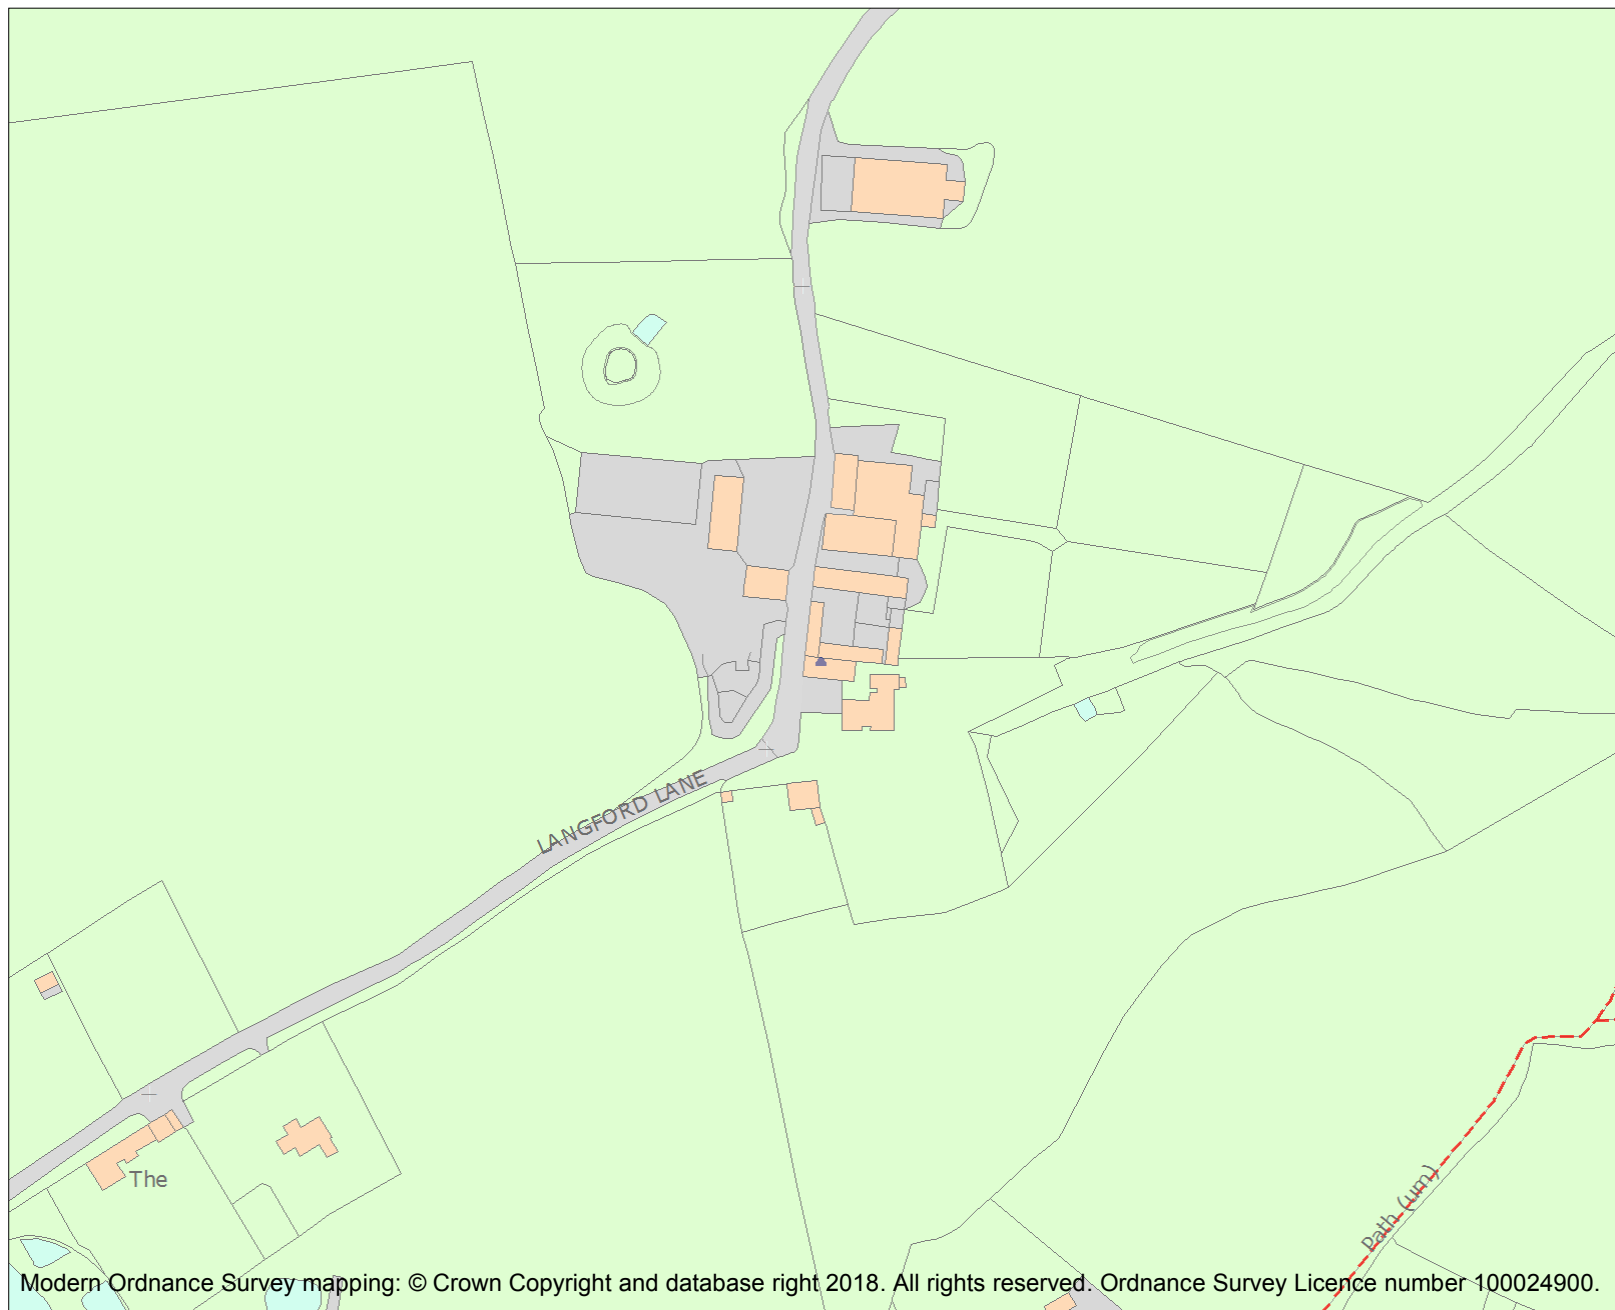 LANGFORD LANE
The
Path (um)
Modern Ordnance Survey mapping: © Crown Copyright and database right 2018. All rights reserved. Ordnance Survey Licence number 100024900.